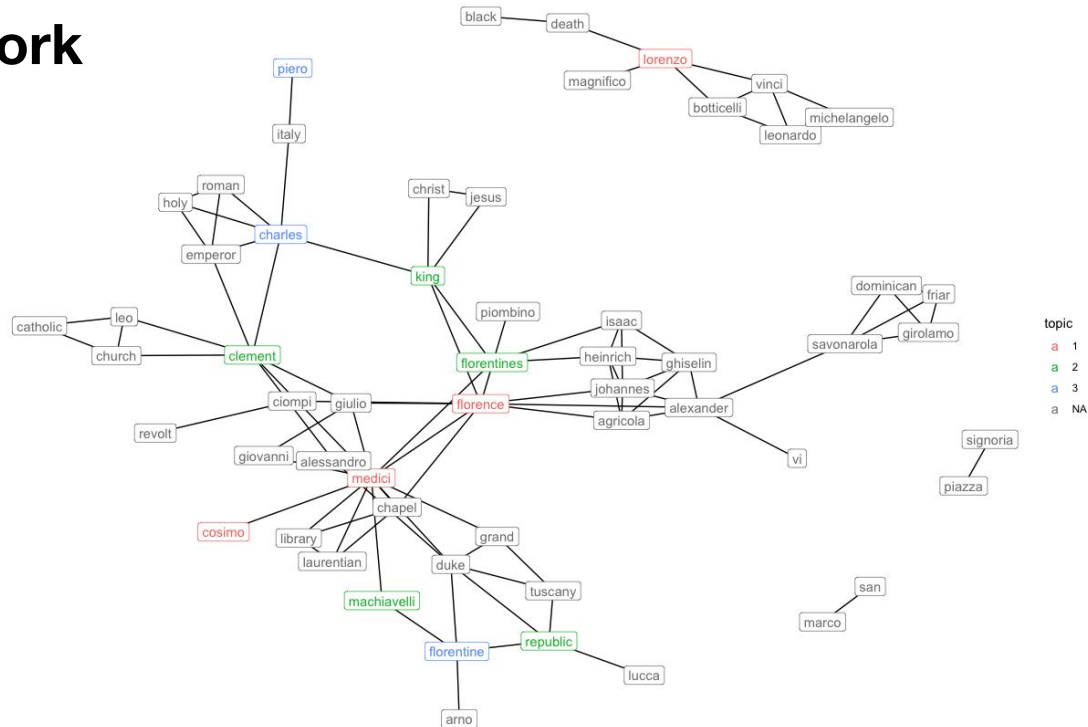 ork
black
death
lorenzo
magnifico
vinci
botticelli
michelangelo
leonardo
piero
italy
roman
holy
charles
emperor
christ
jesus
king
catholic
leo
church
clement
piombino
florentines
isaac
heinrich
ghiselin
johannes
agricola
alexander
vi
dominican
friar
girolamo
savonarola
topic
a 1
a 2
a 3
a NA
ciompi
giulio
florence
revolt
giovanni
alessandro
medici
signoria
piazza
chapel
cosimo
library
laurentian
grand
duke
tuscany
machiavelli
san
marco
florentine
republic
lucca
arno